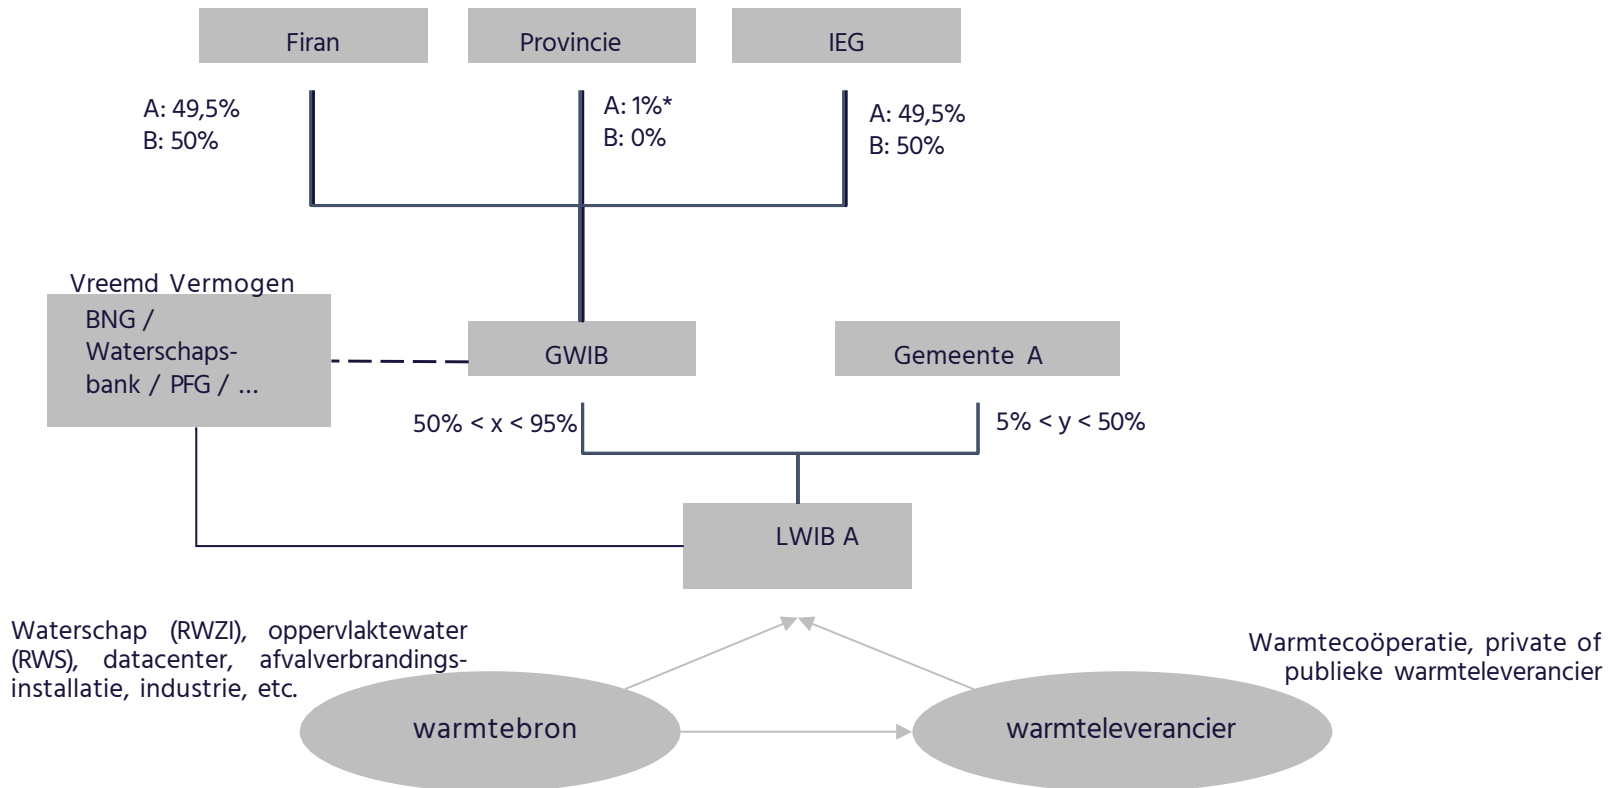 Firan
Provincie
IEG
A: 49,5%
B: 50%
A: 1%*
B: 0%
A: 49,5%
B: 50%
Vreemd Vermogen
BNG /
Waterschaps-
bank / PFG / ...
GWIB
Gemeente A
50% < x < 95%
5% < y < 50%
LWIB A
Waterschap (RWZI), oppervlaktewater
(RWS), datacenter, afvalverbrandings-
installatie, industrie, etc.
Warmtecoöperatie, private of
publieke warmteleverancier
warmtebron
warmteleverancier